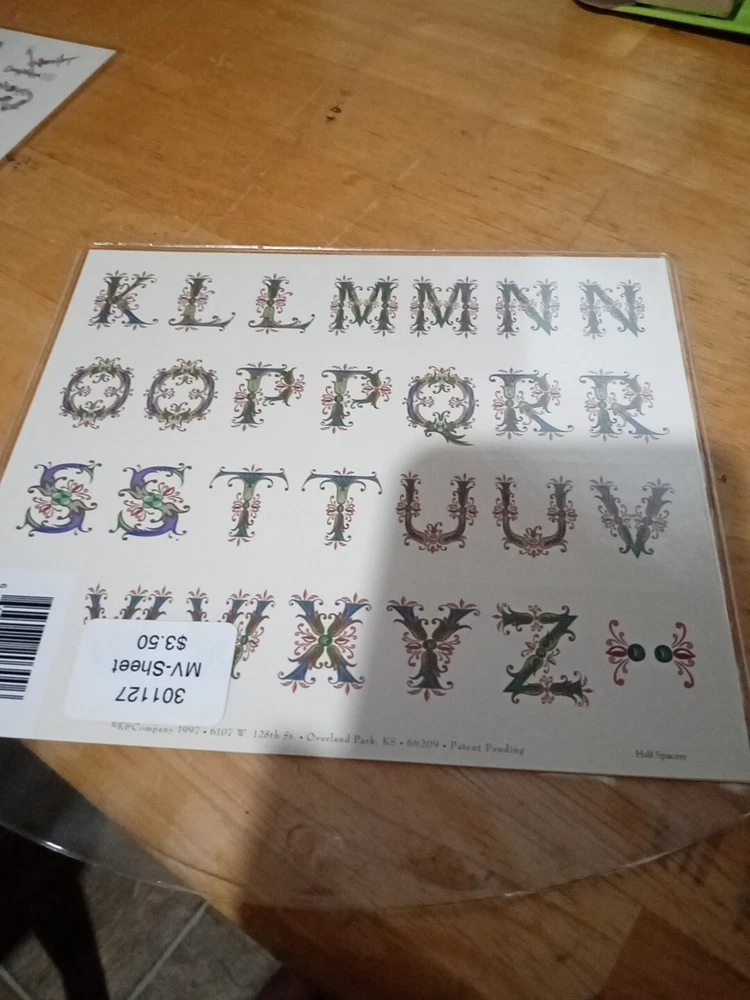 K L L M M N N
O O P P Q R R
S S T T U U V
X Y Z
301127
MV-Sheet
$3.50
©K&Company 1997 • 6107 W. 128th St. • Overland Park, KS • 66209 • Patent Pending
Half Spacers